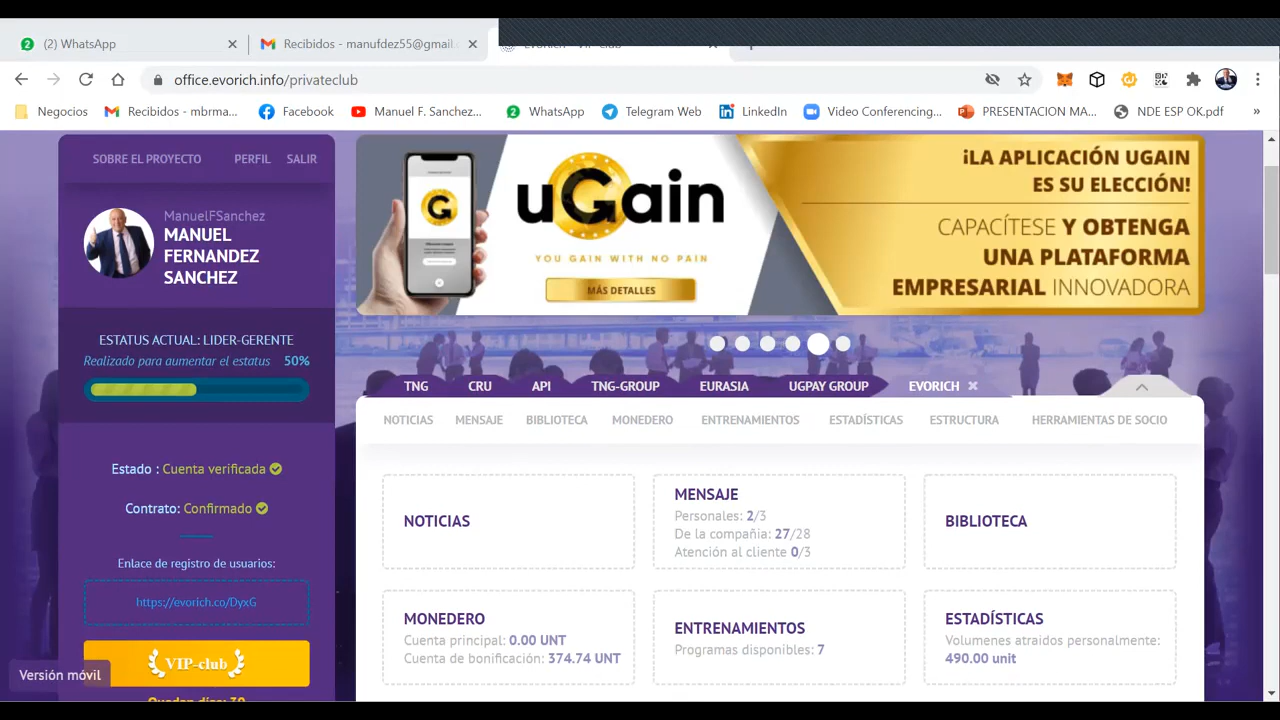 (2) WhatsApp
Recibidos - manufdez55@gmail.c
office.evorich.info/privateclub
Negocios
Recibidos - mbrma...
Facebook
Manuel F. Sanchez...
WhatsApp
Telegram Web
LinkedIn
Video Conferencing...
PRESENTACION MA...
NDE ESP OK.pdf
»
SOBRE EL PROYECTO PERFIL SALIR
ManuelFSanchez
MANUEL
FERNANDEZ
SANCHEZ
ESTATUS ACTUAL: LIDER-GERENTE
Realizado para aumentar el estatus 50%
Estado : Cuenta verificada
Contrato: Confirmado
Enlace de registro de usuarios:
https://evorich.co/DyxG
VIP-club
Quedan días: 30
Versión móvil
uGain
YOU GAIN WITH NO PAIN
MÁS DETALLES
¡LA APLICACIÓN UGAIN
ES SU ELECCIÓN!
CAPACÍTESE Y OBTENGA
UNA PLATAFORMA
EMPRESARIAL INNOVADORA
TNG CRU API TNG-GROUP EURASIA UGPAY GROUP EVORICH
NOTICIAS MENSAJE BIBLIOTECA MONEDERO ENTRENAMIENTOS ESTADÍSTICAS ESTRUCTURA HERRAMIENTAS DE SOCIO
NOTICIAS
MENSAJE
Personales: 2/3
De la compañia: 27/28
Atención al cliente 0/3
BIBLIOTECA
MONEDERO
Cuenta principal: 0.00 UNT
Cuenta de bonificación: 374.74 UNT
ENTRENAMIENTOS
Programas disponibles: 7
ESTADÍSTICAS
Volumenes atraidos personalmente:
490.00 unit